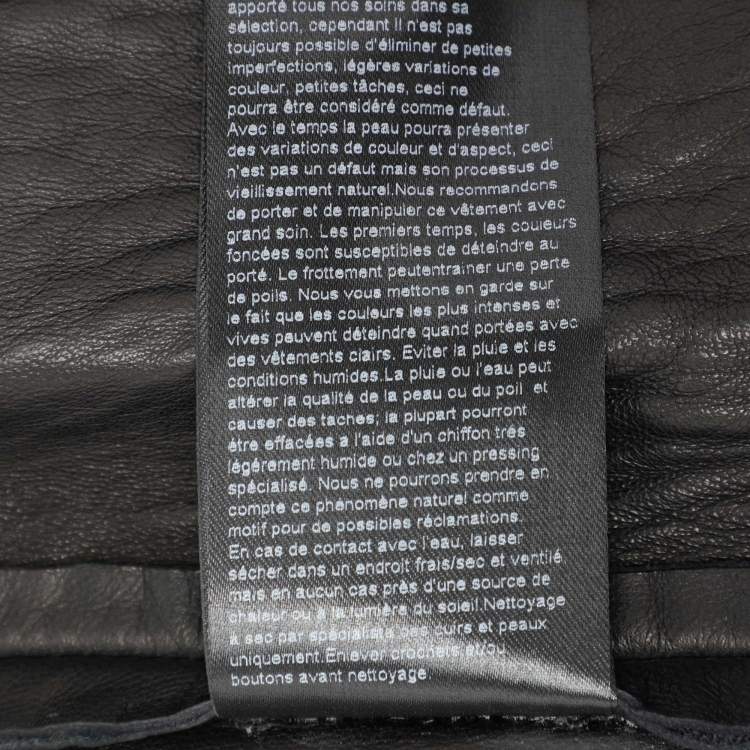 apporté tous nos soins dans sa
sélection, cependant il n'est pas
toujours possible d'éliminer de petites
imperfections, légères variations de
couleur, petites tâches, ceci ne
pourra être considéré comme défaut.
Avec le temps la peau pourra présenter
des variations de couleur et d'aspect, ceci
n'est pas un défaut mais son processus de
vieillissement naturel.Nous recommandons
de porter et de manipuler ce vêtement avec
grand soin. Les premiers temps, les couleurs
foncées sont susceptibles de déteindre au
porté. Le frottement peutentrainer une perte
de poils. Nous vous mettons en garde sur
le fait que les couleurs les plus intenses et
vives peuvent déteindre quand portées avec
des vêtements clairs. Eviter la pluie et les
conditions humides.La pluie ou l'eau peut
altérer la qualité de la peau ou du poil et
causer des taches; la plupart pourront
être effacées a l'aide d'un chiffon très
légèrement humide ou chez un pressing
spécialisé. Nous ne pourrons prendre en
compte ce phénomène naturel comme
motif pour de possibles réclamations.
En cas de contact avec l'eau, laisser
sécher dans un endroit frais/sec et ventilé
mais en aucun cas près d'une source de
chaleur ou à la lumière du soleil.Nettoyage
à sec par spécialiste des cuirs et peaux
uniquement.Enlever crochets et/ou
boutons avant nettoyage.